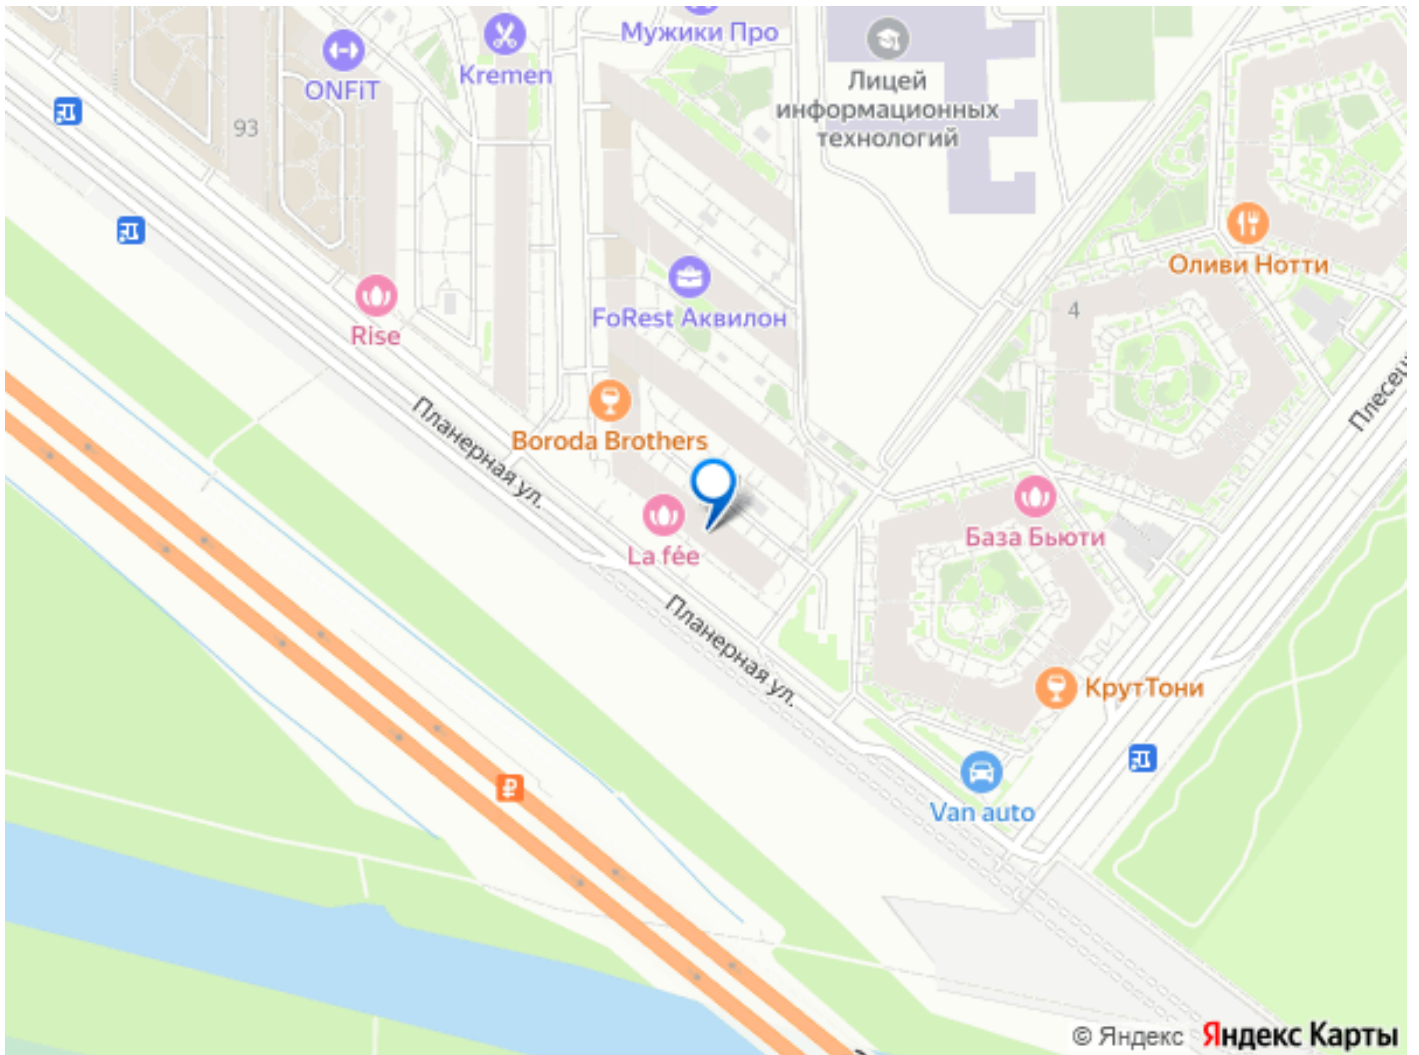 Мужики Про
Kremen
ONFiT
Лицей
информационных
технологий
93
Оливи Нотти
4
FoRest Аквилон
Rise
Boroda Brothers
Планерная ул.
La fée
База Бьюти
Планерная ул.
КрутТони
Van auto
© Яндекс Яндекс Карты